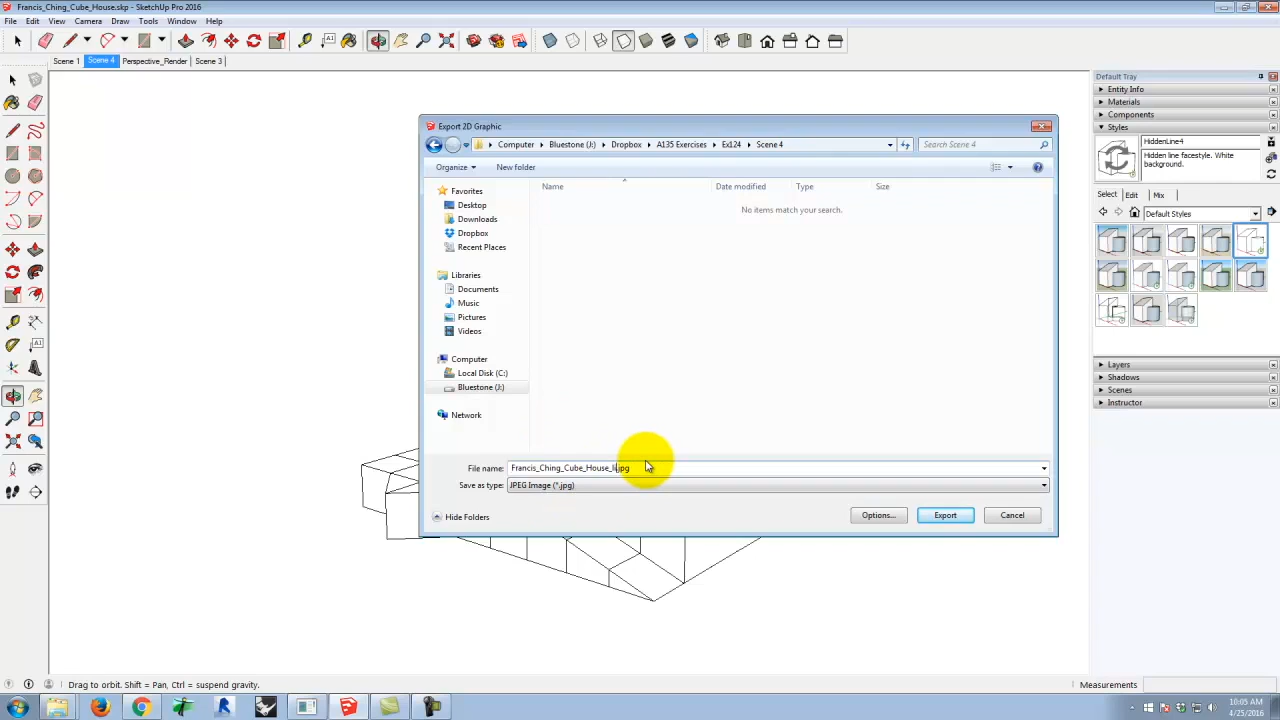 Francis_Ching_Cube_House.skp - SketchUp Pro 2016
File Edit View Camera Draw Tools Window Help
Scene 1 Scene 4 Perspective_Render Scene 3
Default Tray
Entity Info
Materials
Components
Styles
HiddenLine4
Hidden line facestyle. White background.
Select Edit Mix
Default Styles
Layers
Shadows
Scenes
Instructor
Export 2D Graphic
Computer Bluestone (J:) Dropbox A135 Exercises Ex124 Scene 4
Search Scene 4
Organize New folder
Name Date modified Type Size
No items match your search.
Favorites
Desktop
Downloads
Dropbox
Recent Places
Libraries
Documents
Music
Pictures
Videos
Computer
Local Disk (C:)
Bluestone (J:)
Network
File name: Francis_Ching_Cube_House_li.jpg
Save as type: JPEG Image (*.jpg)
Hide Folders
Options... Export Cancel
Drag to orbit. Shift = Pan, Ctrl = suspend gravity.
Measurements
10:05 AM
4/25/2016